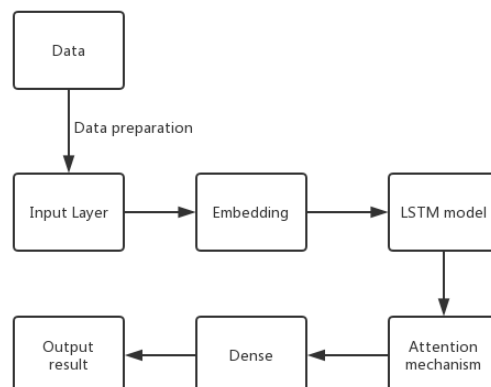 Data
Data preparation
Input Layer
Embedding
LSTM model
Attention
mechanism
Dense
Output
result